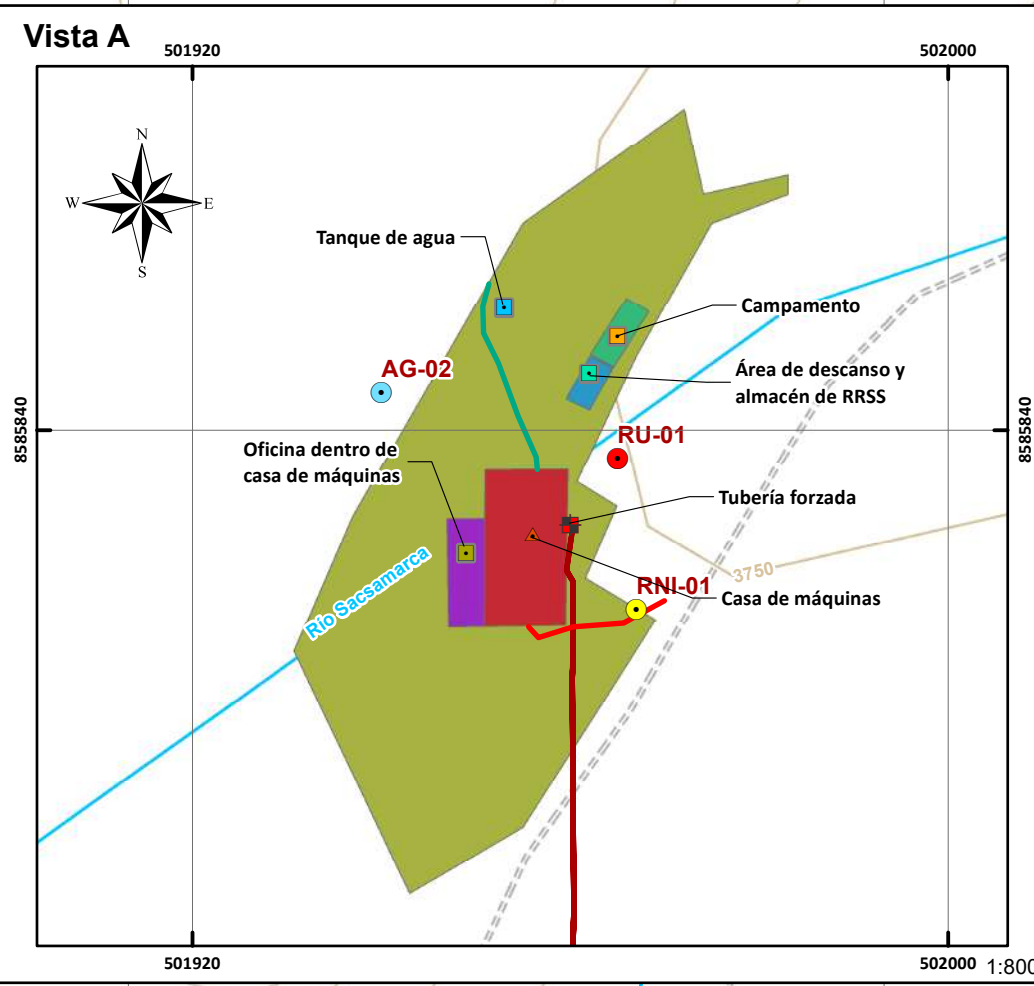 Vista A
501920
502000
N
W
E
S
Tanque de agua
Campamento
Área de descanso y
almacén de RRSS
AG-02
8585840
8585840
RU-01
Oficina dentro de
casa de máquinas
Tubería forzada
3750
RNI-01
Casa de máquinas
Río Sacsamarca
501920
502000
1:800